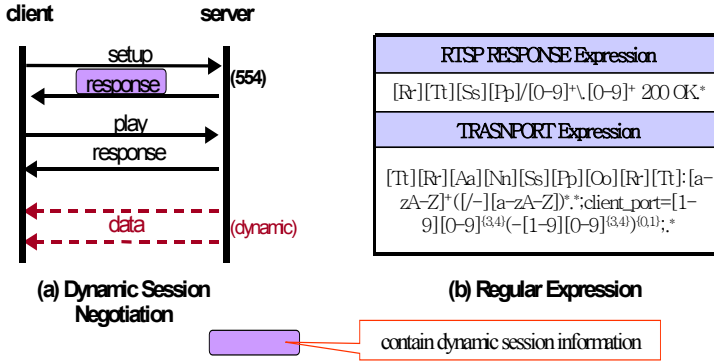 client
server
setup
response
(554)
play
response
data
(dynamic)
(a) Dynamic Session
Negotiation
RTSP RESPONSE Expression
[Rr][Tt][Ss][Pp]/[0-9]+\.[0-9]+ 200 OK.*
TRASNPORT Expression
[Tt][Rr][Aa][Nn][Ss][Pp][Oo][Rr][Tt]:[a-
zA-Z]+([/-][a-zA-Z])*.*;client_port=[1-
9][0-9]{3,4}(-[1-9][0-9]{3,4}){0,1};.*
(b) Regular Expression
contain dynamic session information